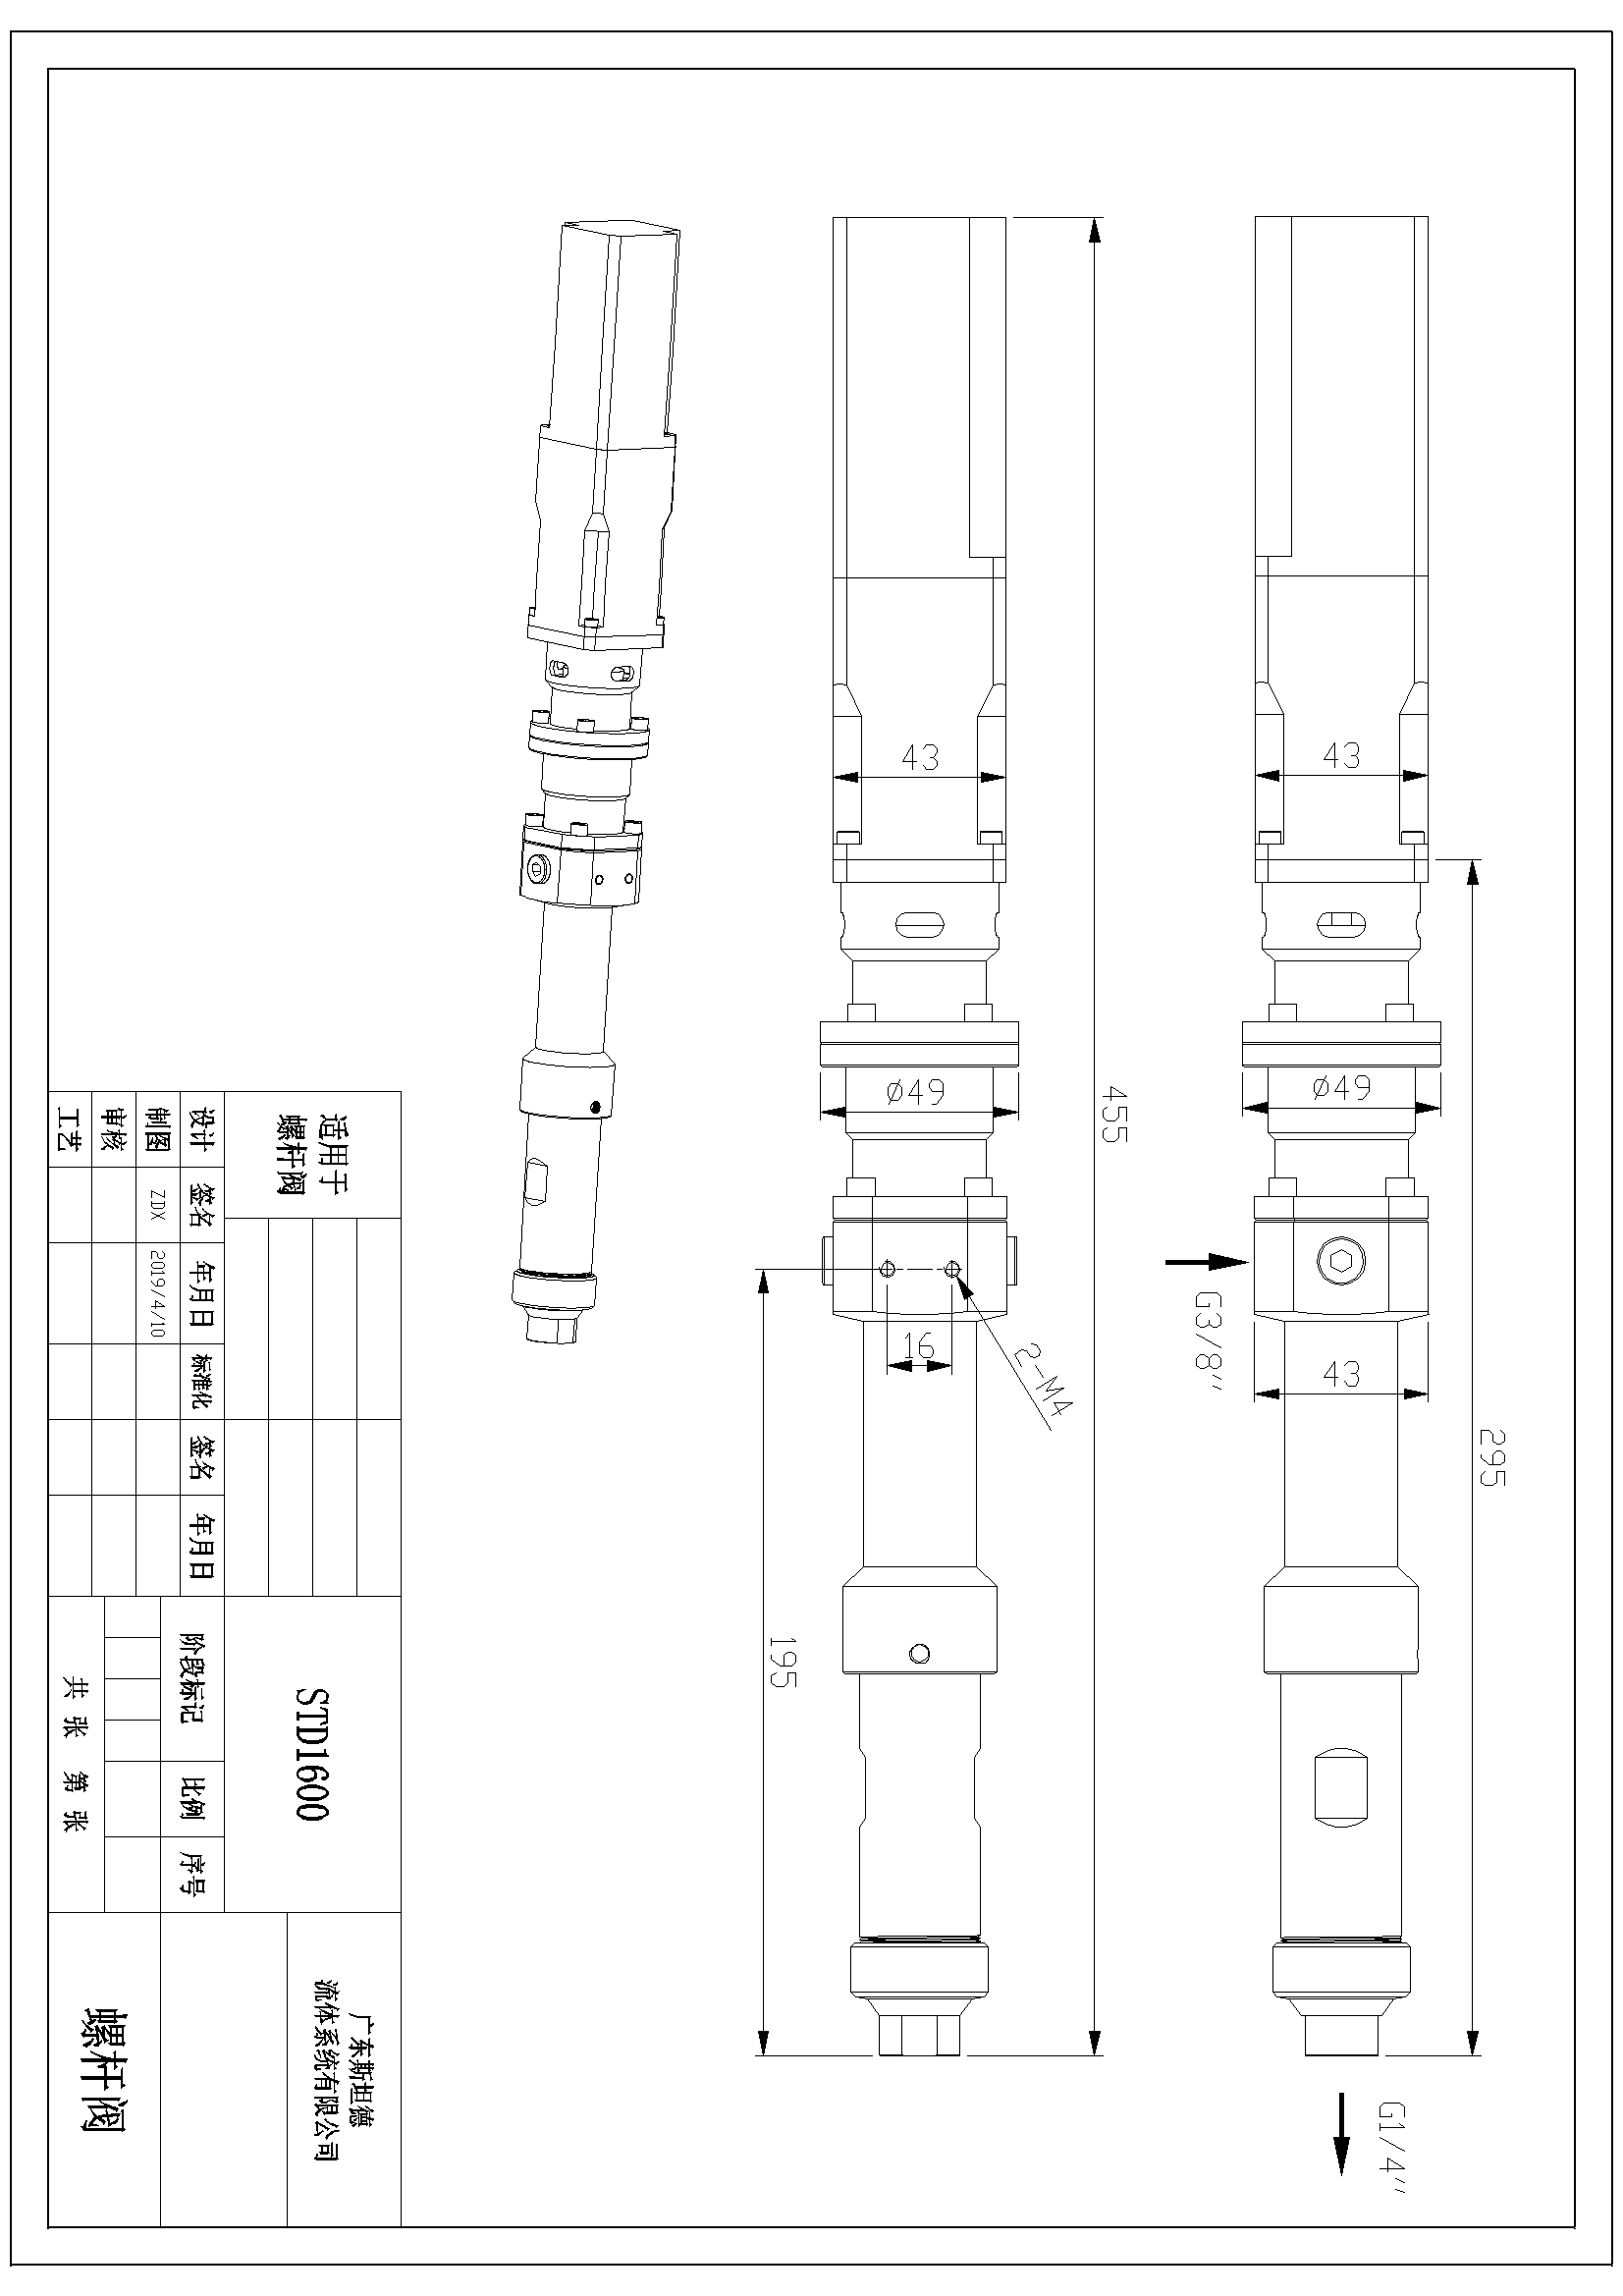 43
43
ø49
ø49
455
16
2-M4
G3/8″
43
295
195
G1/4″
适用于
螺杆阀
设计
签名
年月日
标准化
签名
年月日
制图
ZDX
2019/4/10
审核
工艺
STD1600
阶段标记
比例
序号
共 张 第 张
广东斯坦德
流体系统有限公司
螺杆阀